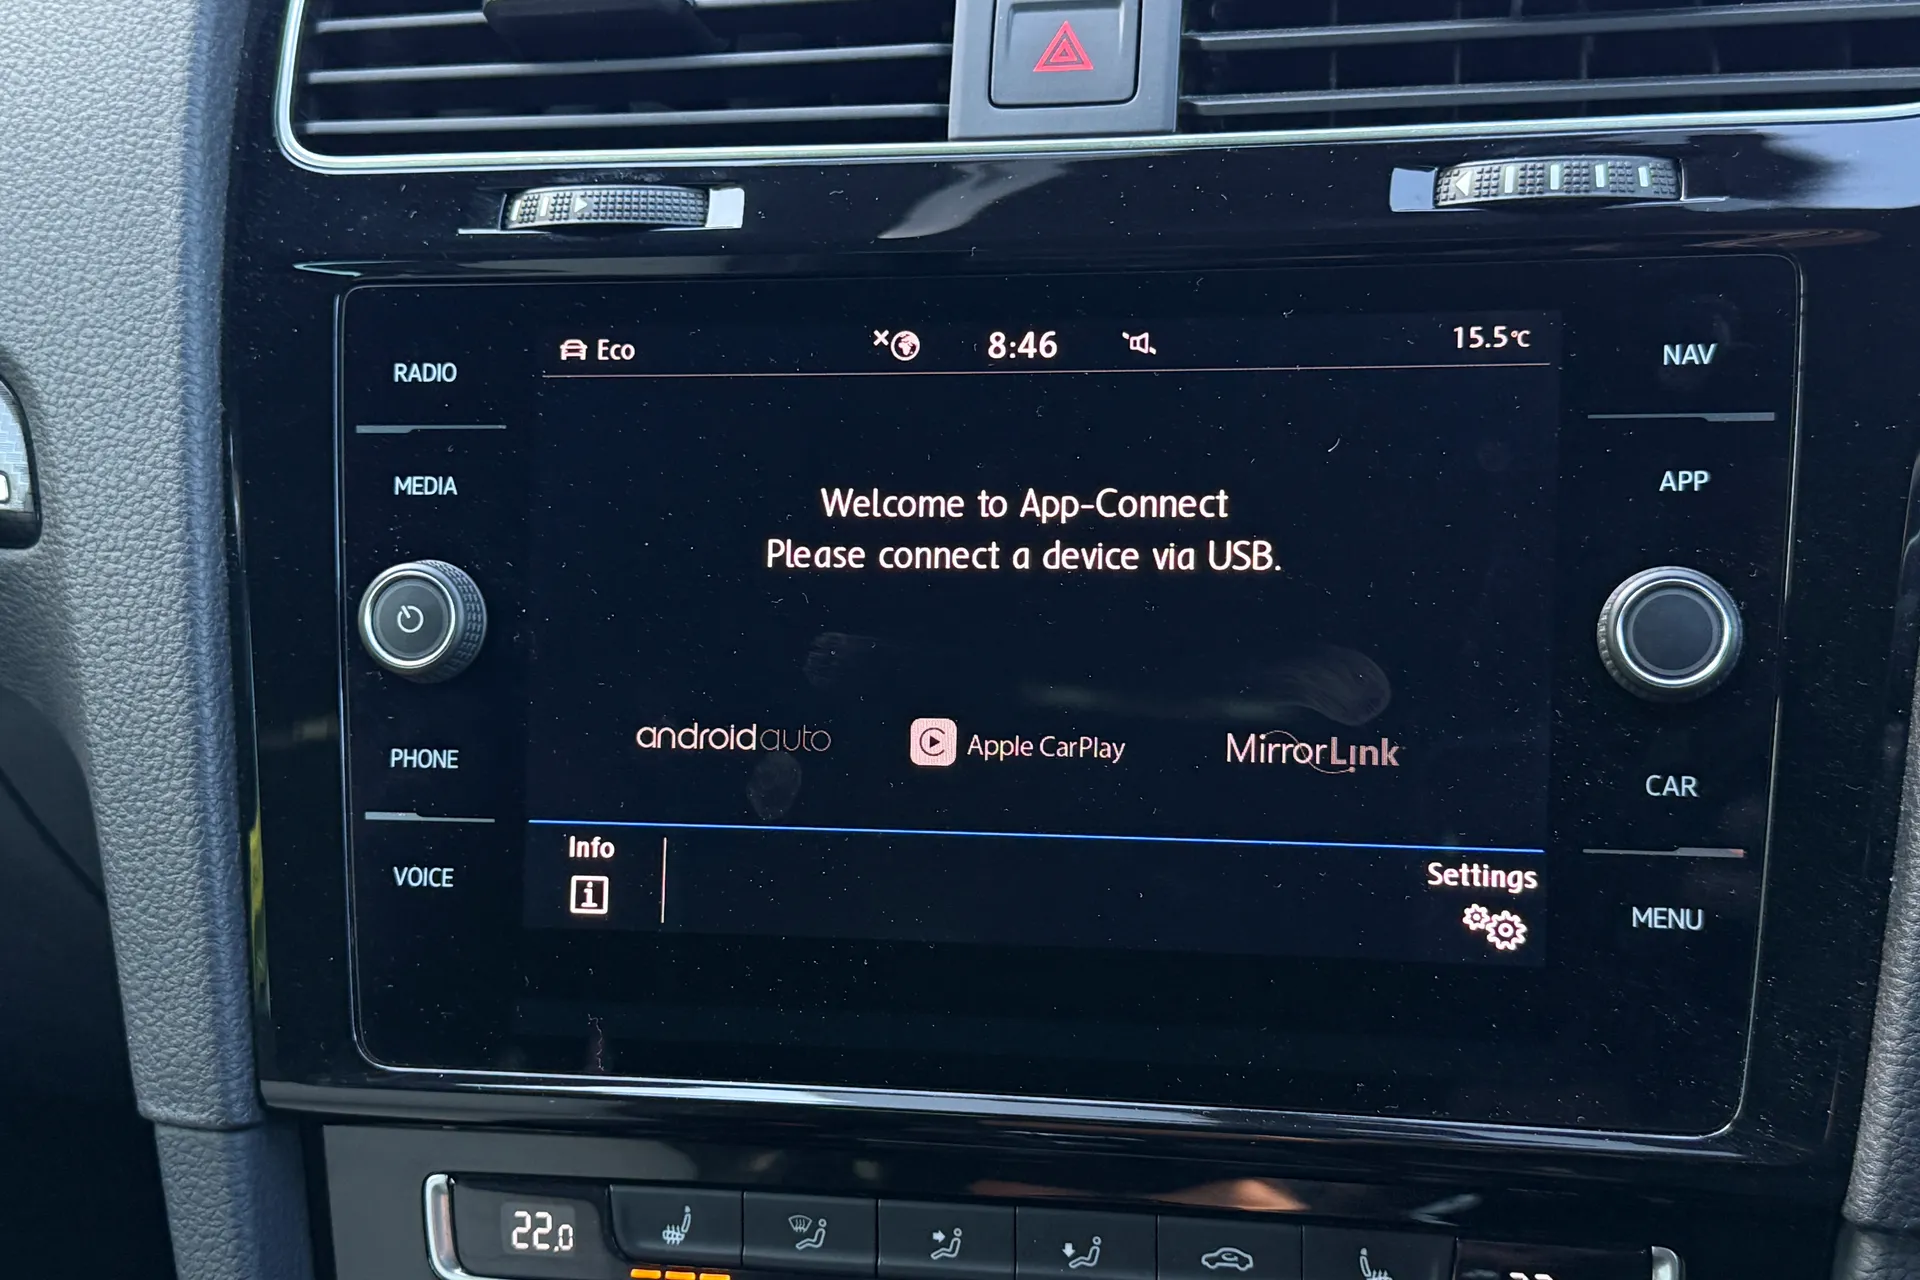 RADIO
MEDIA
PHONE
VOICE
Eco
8:46
15.5°C
Welcome to App-Connect
Please connect a device via USB.
androidauto
Apple CarPlay
MirrorLink
Info
Settings
NAV
APP
CAR
MENU
22.0